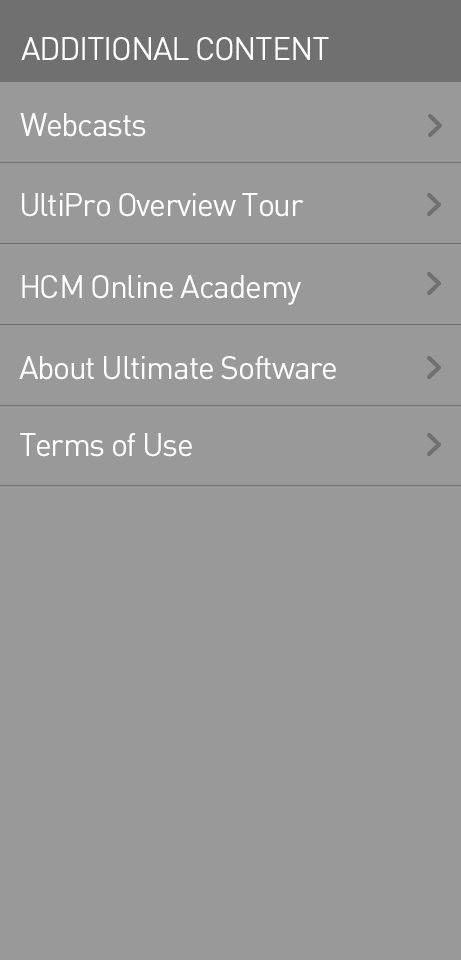 ADDITIONAL CONTENT
Webcasts
UltiPro Overview Tour
HCM Online Academy
About Ultimate Software
Terms of Use